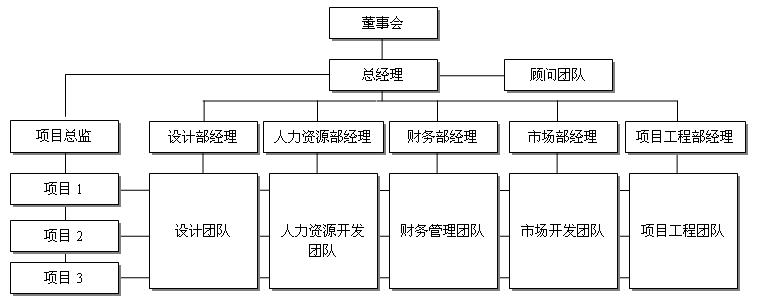 董事会
总经理
顾问团队
项目总监
设计部经理
人力资源部经理
财务部经理
市场部经理
项目工程部经理
项目 1
项目 2
项目 3
设计团队
人力资源开发
团队
财务管理团队
市场开发团队
项目工程团队